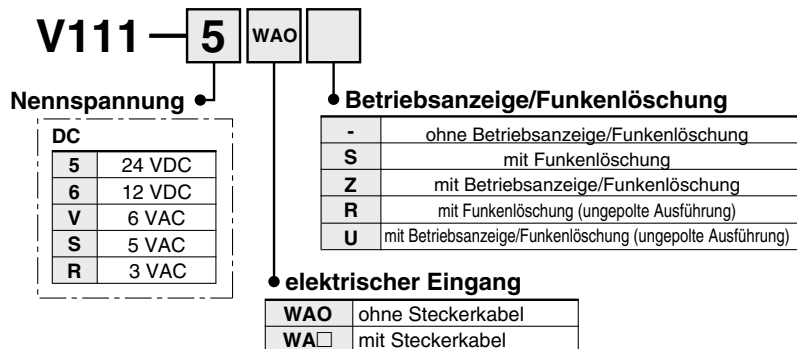 V111 — 5 WAO
Nennspannung
DC
5 24 VDC
6 12 VDC
V 6 VAC
S 5 VAC
R 3 VAC
Betriebsanzeige/Funkenlöschung
- ohne Betriebsanzeige/Funkenlöschung
S mit Funkenlöschung
Z mit Betriebsanzeige/Funkenlöschung
R mit Funkenlöschung (ungepolte Ausführung)
U mit Betriebsanzeige/Funkenlöschung (ungepolte Ausführung)
elektrischer Eingang
WAO ohne Steckerkabel
WA□ mit Steckerkabel